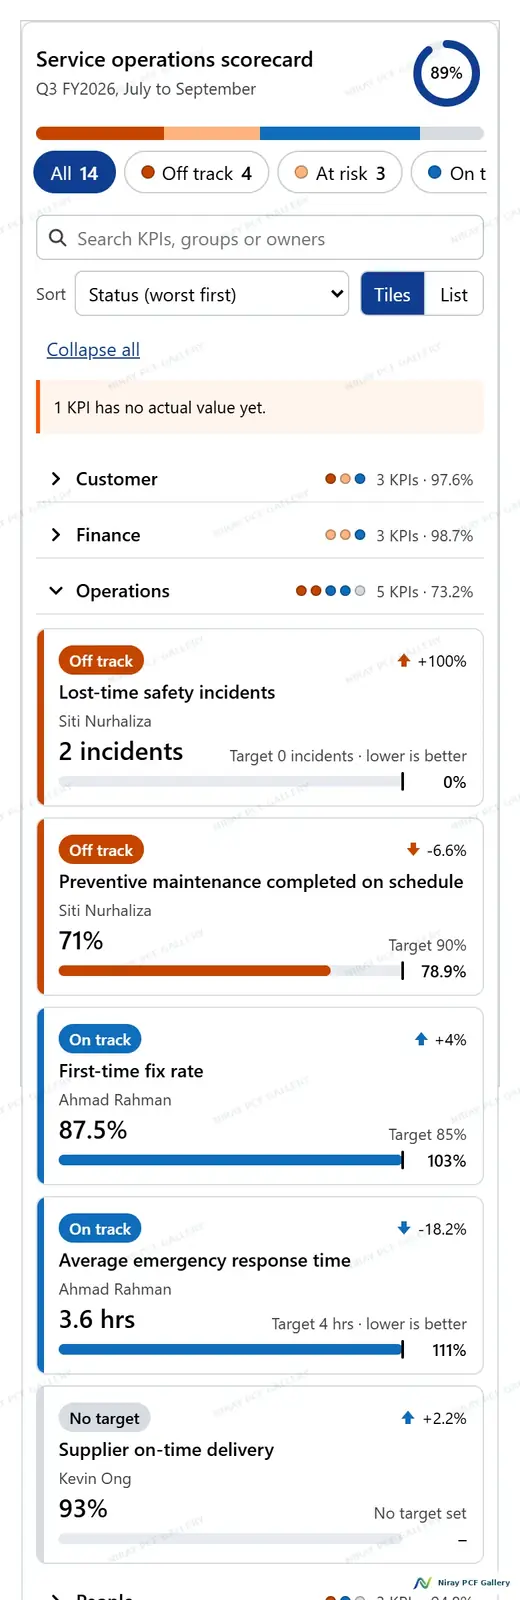 Service operations scorecard
Q3 FY2026, July to September
89%
All 14
Off track 4
At risk 3
On t
Search KPIs, groups or owners
Sort
Status (worst first)
Tiles
List
Collapse all
1 KPI has no actual value yet.
Customer
3 KPIs · 97.6%
Finance
3 KPIs · 98.7%
Operations
5 KPIs · 73.2%
Off track
+100%
Lost-time safety incidents
Siti Nurhaliza
2 incidents
Target 0 incidents · lower is better
0%
Off track
-6.6%
Preventive maintenance completed on schedule
Siti Nurhaliza
71%
Target 90%
78.9%
On track
+4%
First-time fix rate
Ahmad Rahman
87.5%
Target 85%
103%
On track
-18.2%
Average emergency response time
Ahmad Rahman
3.6 hrs
Target 4 hrs · lower is better
111%
No target
+2.2%
Supplier on-time delivery
Kevin Ong
93%
No target set
–
Niray PCF Gallery